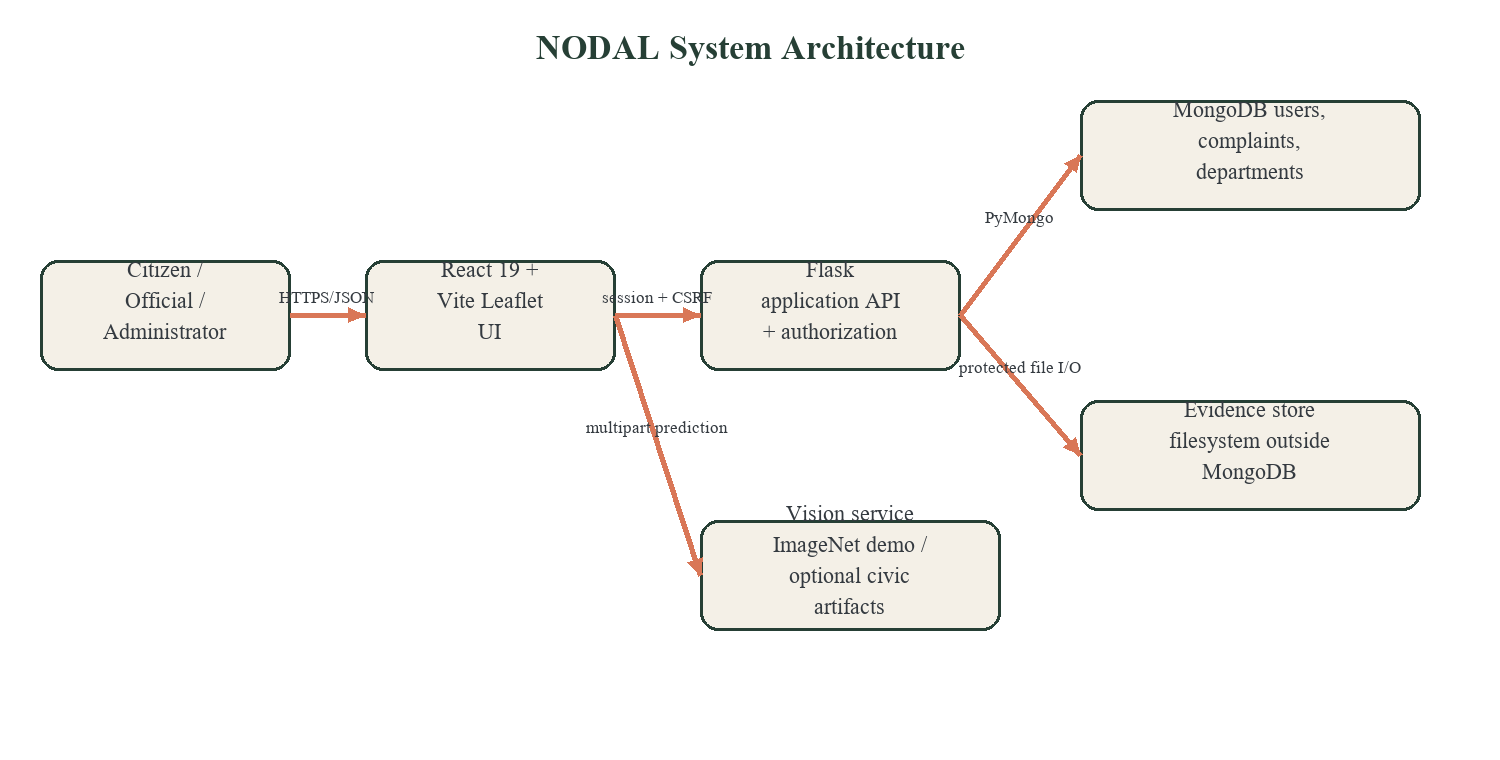 NODAL System Architecture
MongoDB users,
complaints,
departments
PyMongo
Citizen /
Official /
Administrator
HTTPS/JSON
React 19 +
Vite Leaflet
UI
session + CSRF
Flask
application API
+ authorization
protected file I/O
Evidence store
filesystem outside
MongoDB
multipart prediction
Vision service
ImageNet demo /
optional civic
artifacts